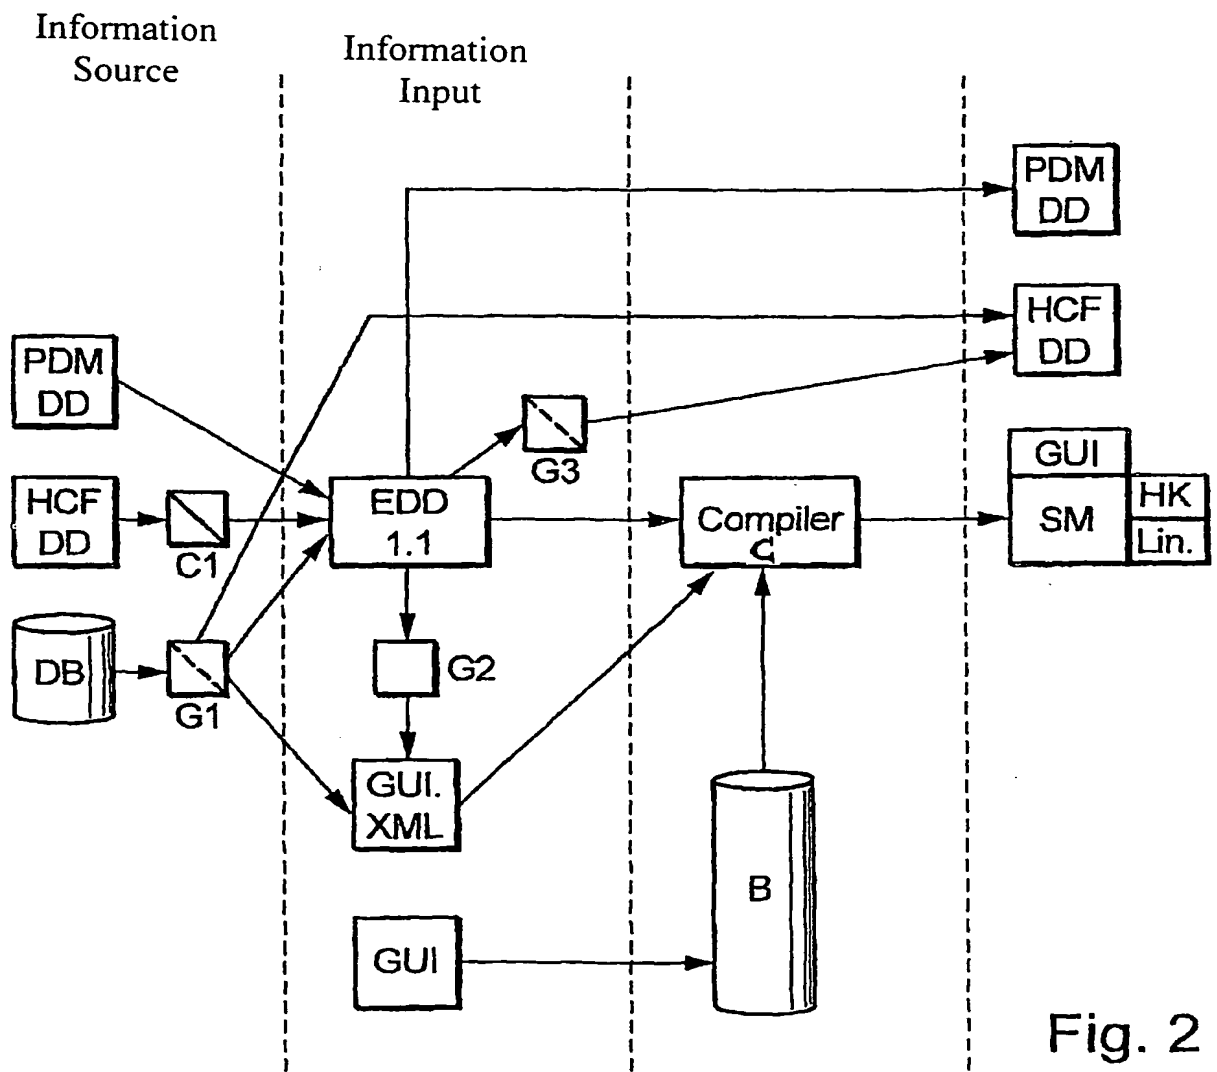 Information
Source
Information
Input
PDM
DD
HCF
DD
PDM
DD
G3
HCF
DD
C1
EDD
1.1
Compiler
C
GUI
SM
HK
Lin.
DB
G1
G2
GUI.
XML
B
GUI
Fig. 2